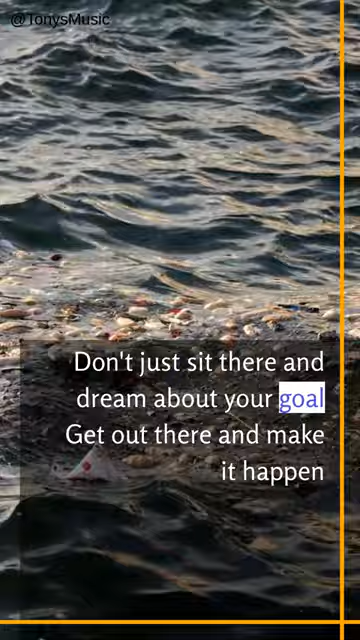 @TonysMusic
Don't just sit there and
dream about your goal
Get out there and make
it happen